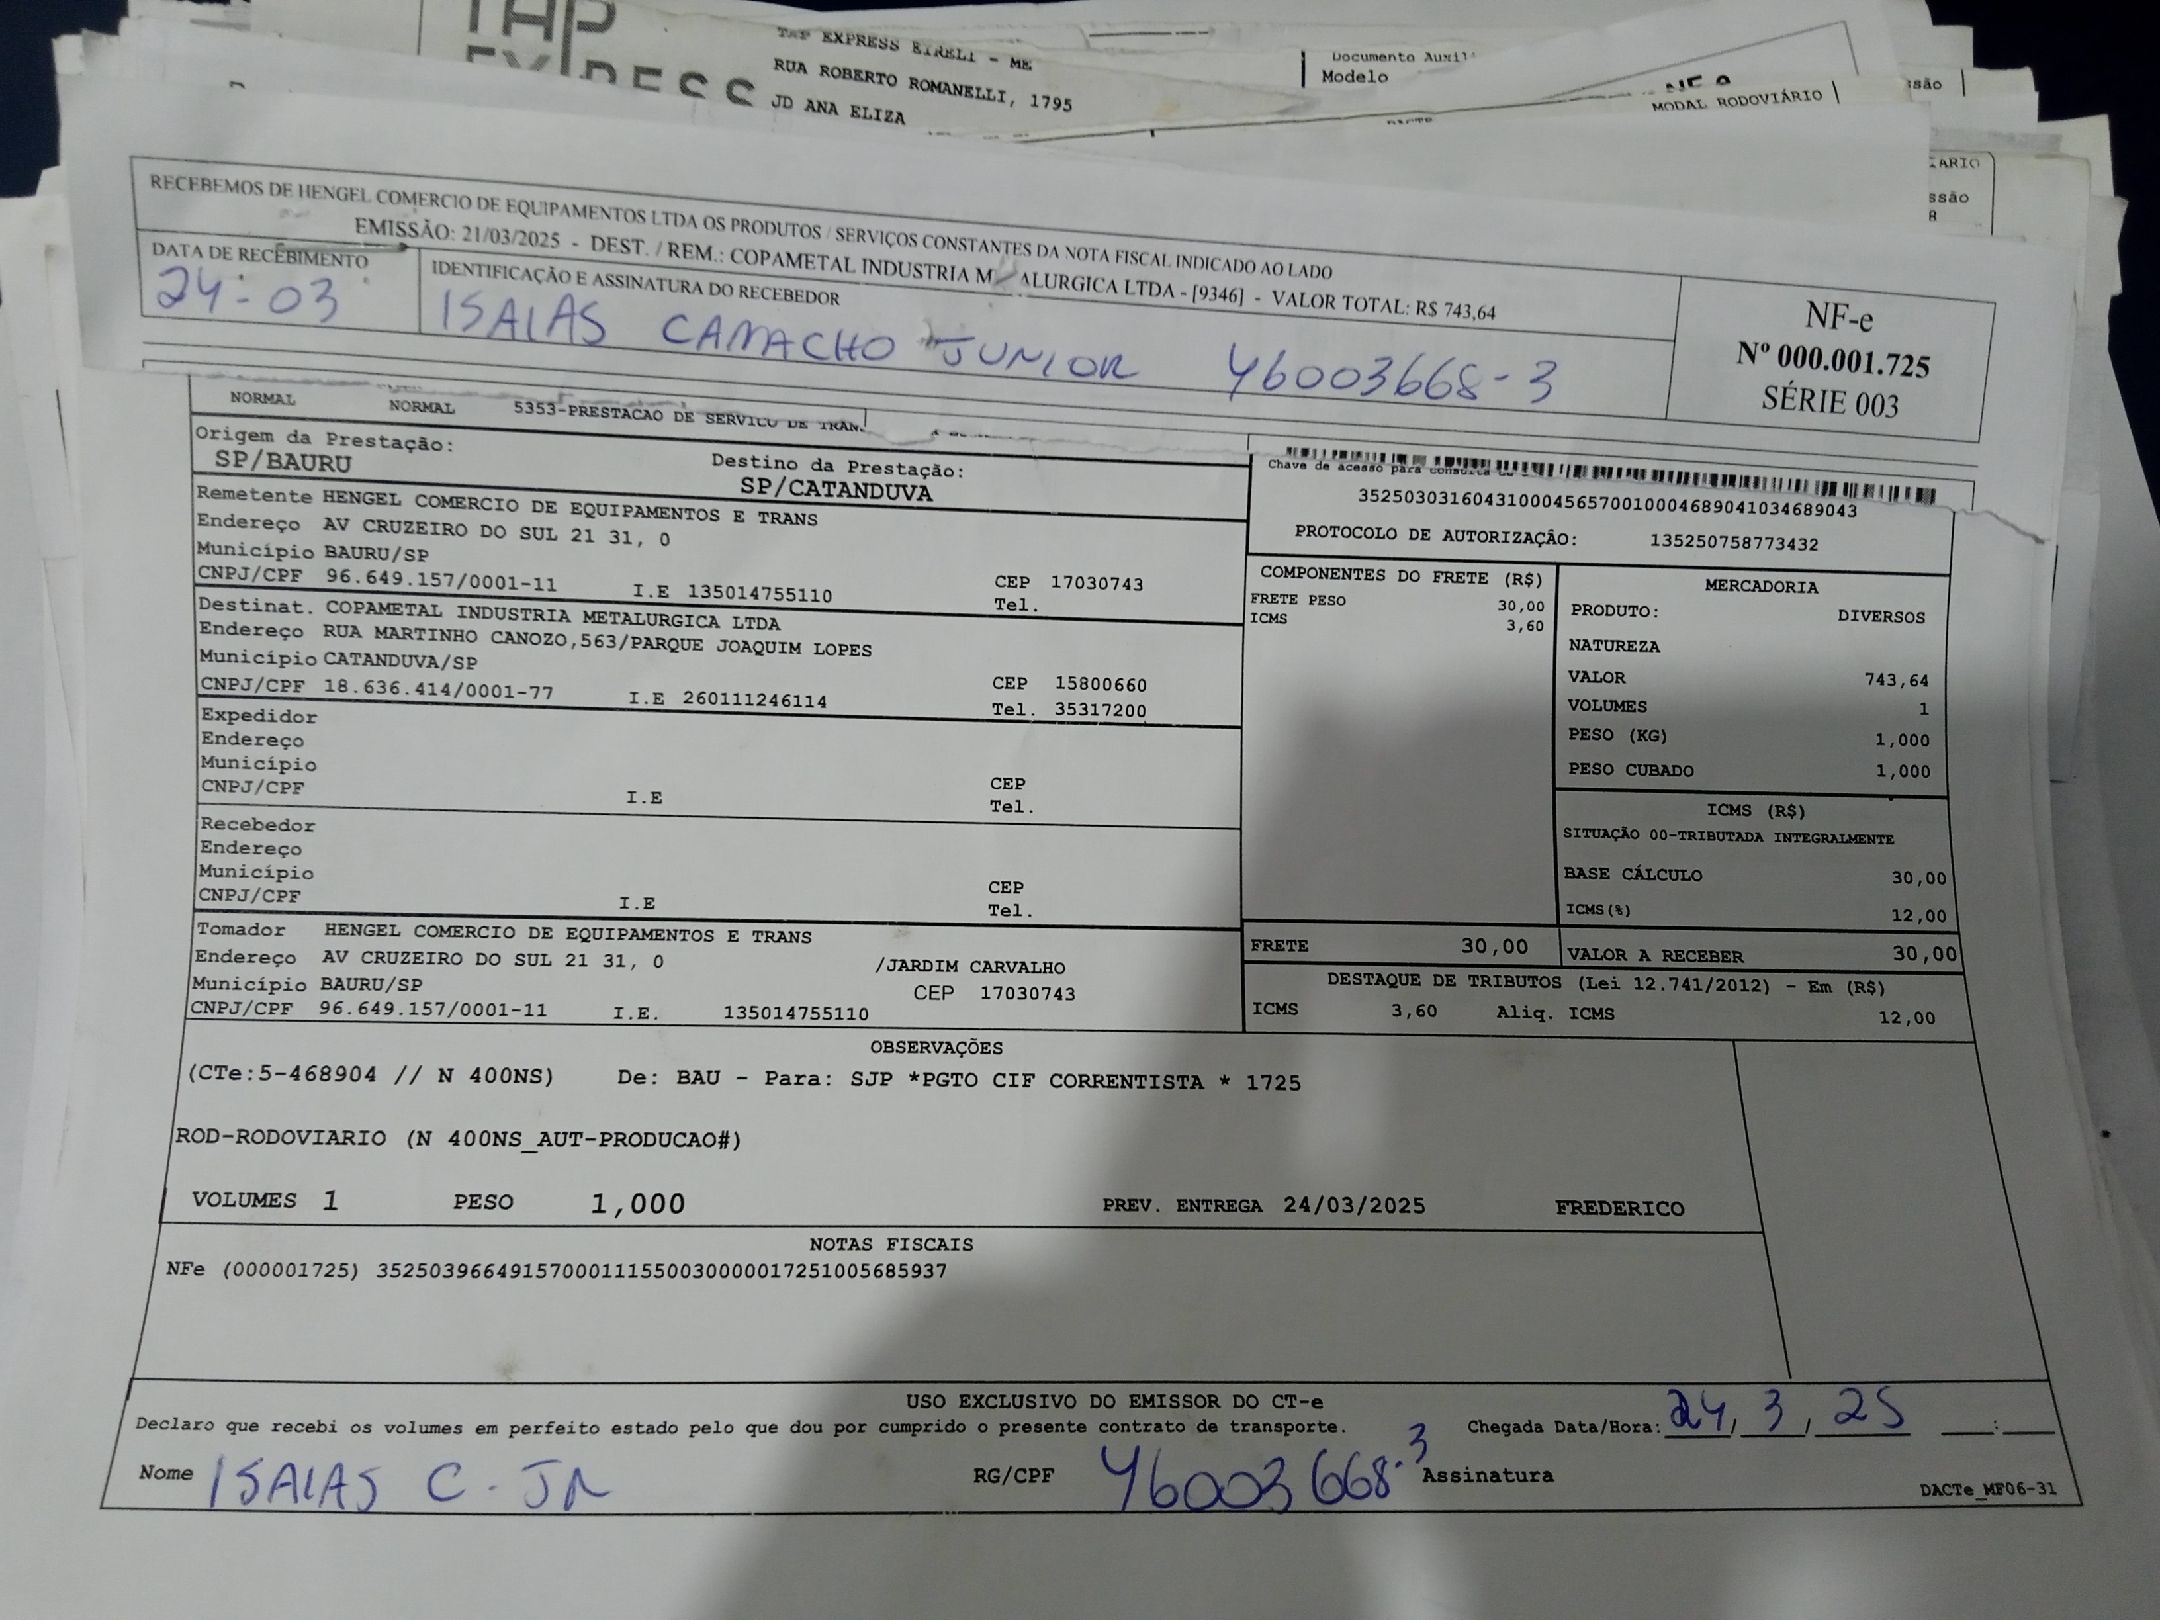 TAP
EXPRESS
TAP EXPRESS EIRELI - ME
RUA ROBERTO ROMANELLI, 1795
JD ANA ELIZA
Documento Auxil
Modelo
MODAL RODOVIÁRIO
ssão
IARIO
ssão
8
RECEBEMOS DE HENGEL COMERCIO DE EQUIPAMENTOS LTDA OS PRODUTOS / SERVIÇOS CONSTANTES DA NOTA FISCAL INDICADO AO LADO
EMISSÃO: 21/03/2025 - DEST. / REM.: COPAMETAL INDUSTRIA M ALURGICA LTDA - [9346] - VALOR TOTAL: R$ 743,64
DATA DE RECEBIMENTO
24-03
IDENTIFICAÇÃO E ASSINATURA DO RECEBEDOR
ISAIAS CAMACHO JUNIOR 46003668-3
NF-e
Nº 000.001.725
SÉRIE 003
NORMAL NORMAL 5353-PRESTACAO DE SERVICO DE TRAN.
Origem da Prestação:
SP/BAURU
Destino da Prestação:
SP/CATANDUVA
Chave de acesso para consulta
35250303160431000456570010004689041034689043
PROTOCOLO DE AUTORIZAÇÂO: 135250758773432
Remetente HENGEL COMERCIO DE EQUIPAMENTOS E TRANS
Endereço AV CRUZEIRO DO SUL 21 31, 0
Município BAURU/SP CEP 17030743
CNPJ/CPF 96.649.157/0001-11 I.E 135014755110 Tel.
Destinat. COPAMETAL INDUSTRIA METALURGICA LTDA
Endereço RUA MARTINHO CANOZO,563/PARQUE JOAQUIM LOPES
Município CATANDUVA/SP CEP 15800660
CNPJ/CPF 18.636.414/0001-77 I.E 260111246114 Tel. 35317200
Expedidor
Endereço
Município CEP
CNPJ/CPF I.E Tel.
Recebedor
Endereço
Município CEP
CNPJ/CPF I.E Tel.
Tomador HENGEL COMERCIO DE EQUIPAMENTOS E TRANS
Endereço AV CRUZEIRO DO SUL 21 31, 0 /JARDIM CARVALHO
Município BAURU/SP CEP 17030743
CNPJ/CPF 96.649.157/0001-11 I.E. 135014755110
COMPONENTES DO FRETE (R$)
FRETE PESO 30,00
ICMS 3,60
MERCADORIA
PRODUTO: DIVERSOS
NATUREZA
VALOR 743,64
VOLUMES 1
PESO (KG) 1,000
PESO CUBADO 1,000
ICMS (R$)
SITUAÇÃO 00-TRIBUTADA INTEGRALMENTE
BASE CÁLCULO 30,00
ICMS(%) 12,00
FRETE 30,00 VALOR A RECEBER 30,00
DESTAQUE DE TRIBUTOS (Lei 12.741/2012) - Em (R$)
ICMS 3,60 Aliq. ICMS 12,00
OBSERVAÇÕES
(CTe:5-468904 // N 400NS) De: BAU - Para: SJP *PGTO CIF CORRENTISTA * 1725
ROD-RODOVIARIO (N 400NS_AUT-PRODUCAO#)
VOLUMES 1 PESO 1,000 PREV. ENTREGA 24/03/2025 FREDERICO
NOTAS FISCAIS
NFe (000001725) 35250396649157000111550030000017251005685937
USO EXCLUSIVO DO EMISSOR DO CT-e
Declaro que recebi os volumes em perfeito estado pelo que dou por cumprido o presente contrato de transporte. Chegada Data/Hora: 24, 3, 25 __:__
Nome ISAIAS C. JR RG/CPF 46003668-3 Assinatura
DACTe_MF06-31